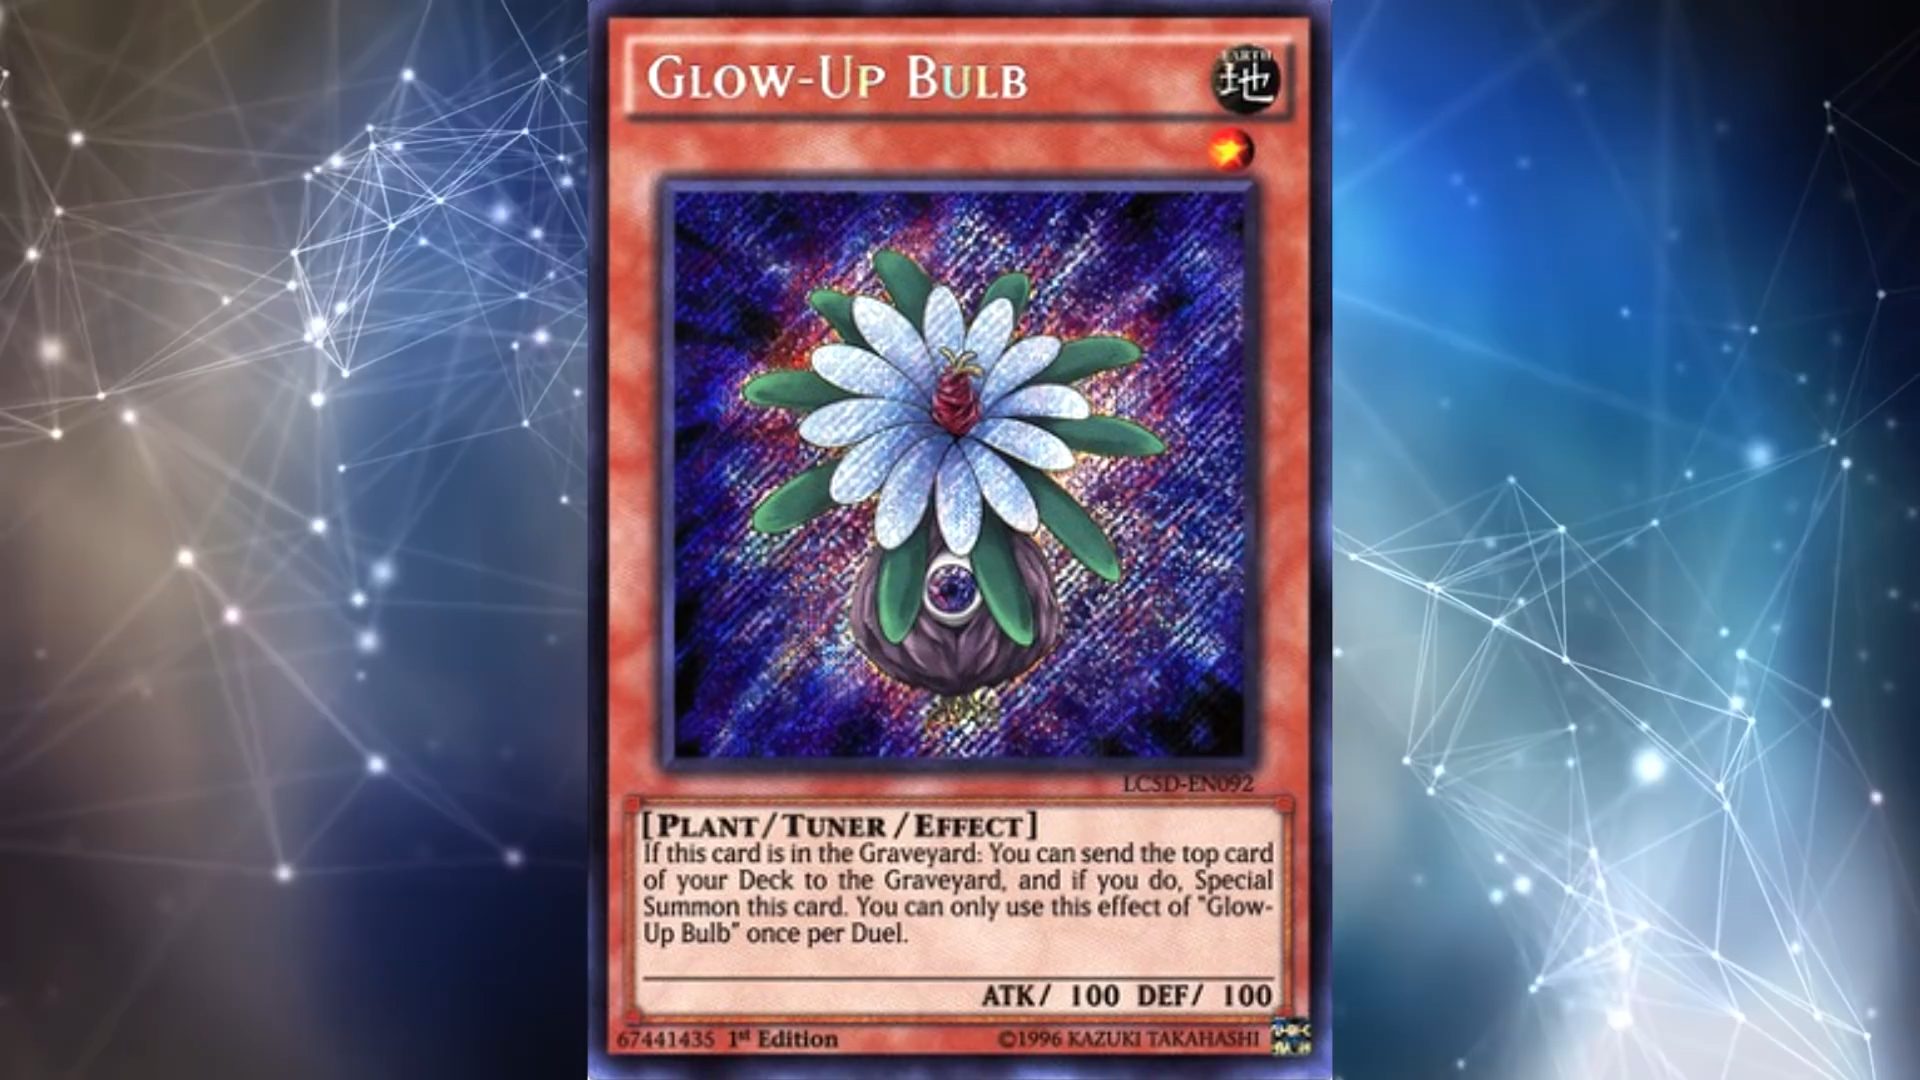 GLOW-UP BULB
EARTH
地
LC5D-EN092
[PLANT/TUNER/EFFECT]
If this card is in the Graveyard: You can send the top card
of your Deck to the Graveyard, and if you do, Special
Summon this card. You can only use this effect of "Glow-
Up Bulb" once per Duel.
ATK/ 100 DEF/ 100
67441435 1st Edition
©1996 KAZUKI TAKAHASHI